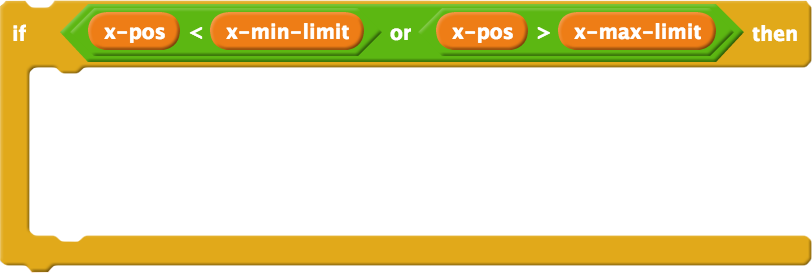 if x-pos < x-min-limit or x-pos > x-max-limit then